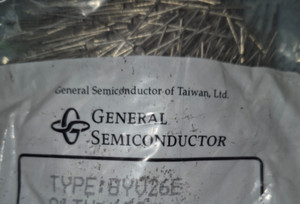 General Semiconductor of Taiwan, Ltd.
GENERAL
SEMICONDUCTOR
TYPE:BYV26E